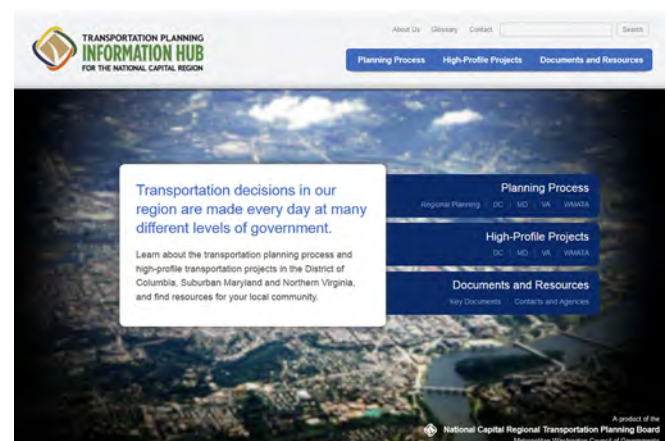 TRANSPORTATION PLANNING
INFORMATION HUB
FOR THE NATIONAL CAPITAL REGION
About Us Glossary Contact Search
Planning Process High-Profile Projects Documents and Resources
Transportation decisions in our
region are made every day at many
different levels of government.
Learn about the transportation planning process and
high-profile transportation projects in the District of
Columbia, Suburban Maryland and Northern Virginia,
and find resources for your local community.
Planning Process
Regional Planning | DC | MD | VA | WMATA
High-Profile Projects
DC | MD | VA | WMATA
Documents and Resources
Key Documents | Contacts and Agencies
A product of the
National Capital Regional Transportation Planning Board
Metropolitan Washington Council of Governments